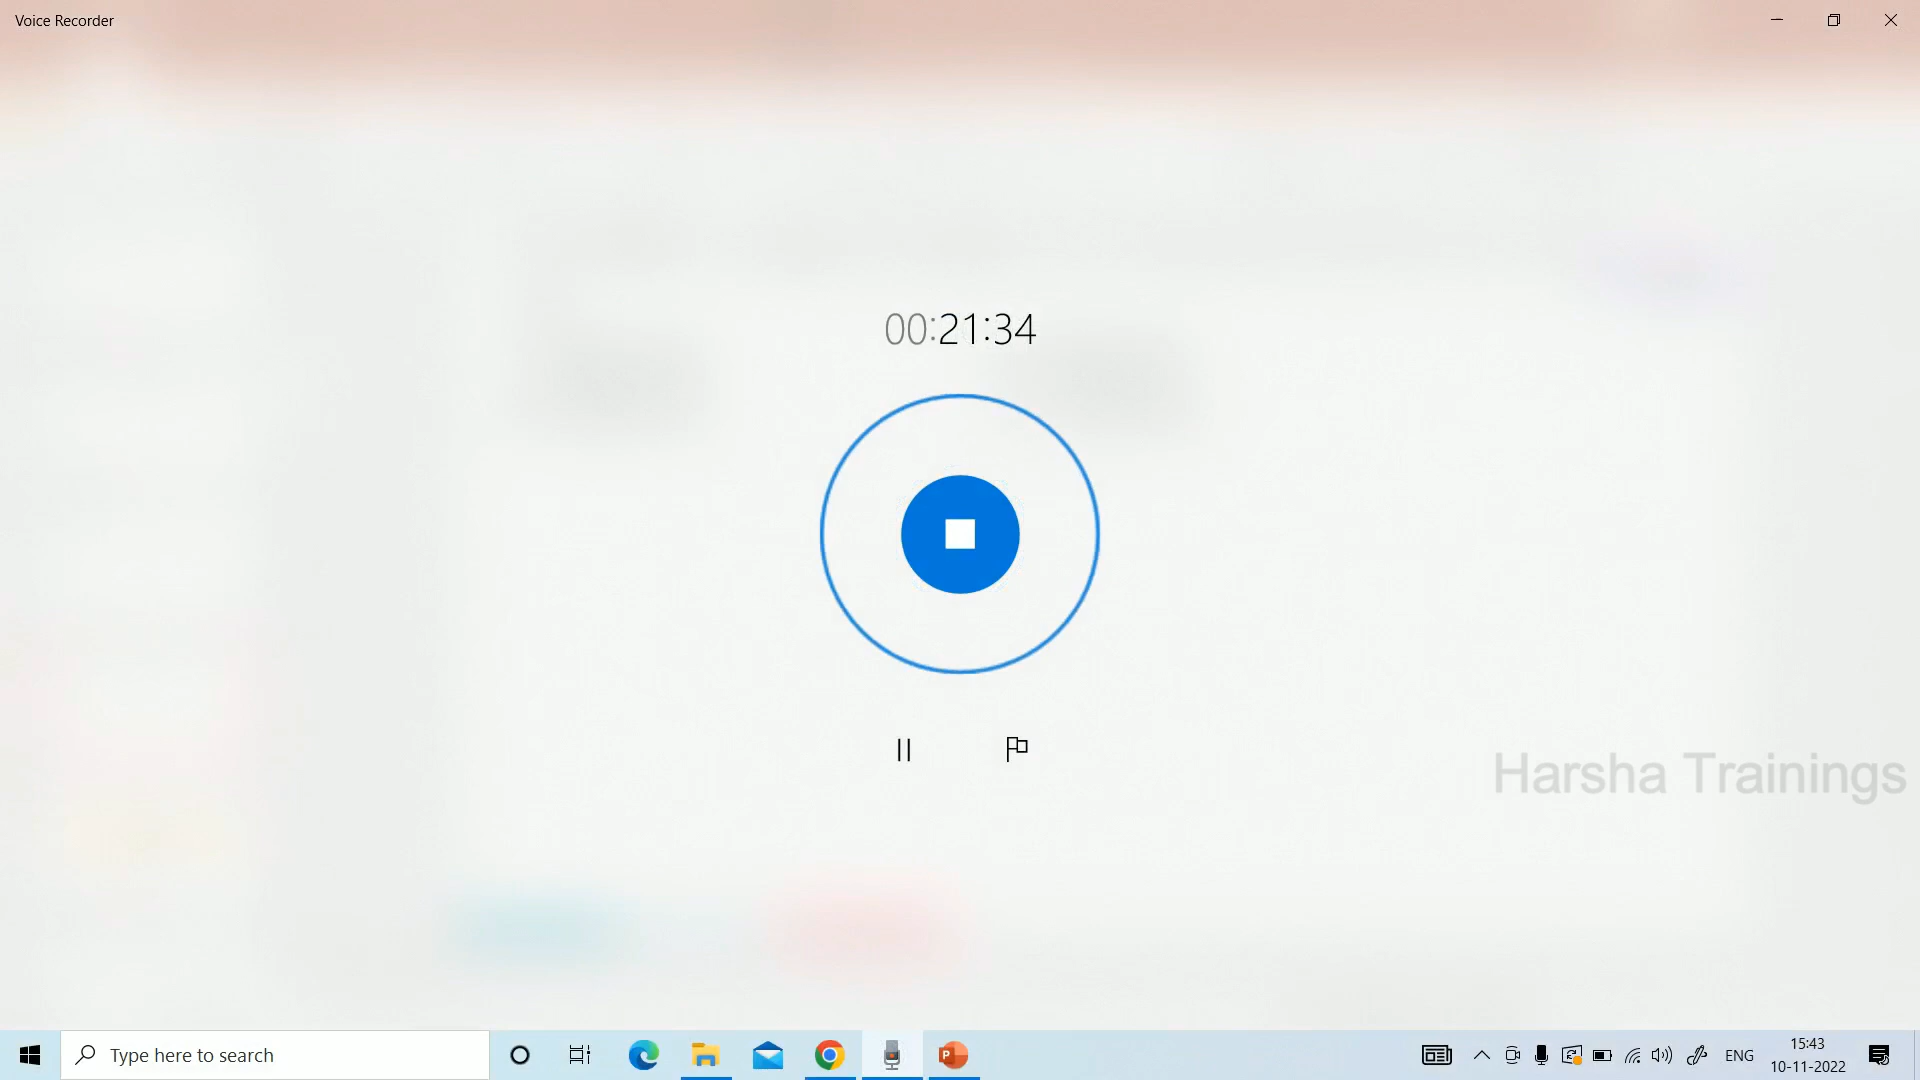 Voice Recorder
00:21:34
Harsha Trainings
Type here to search
ENG
15:43
10-11-2022